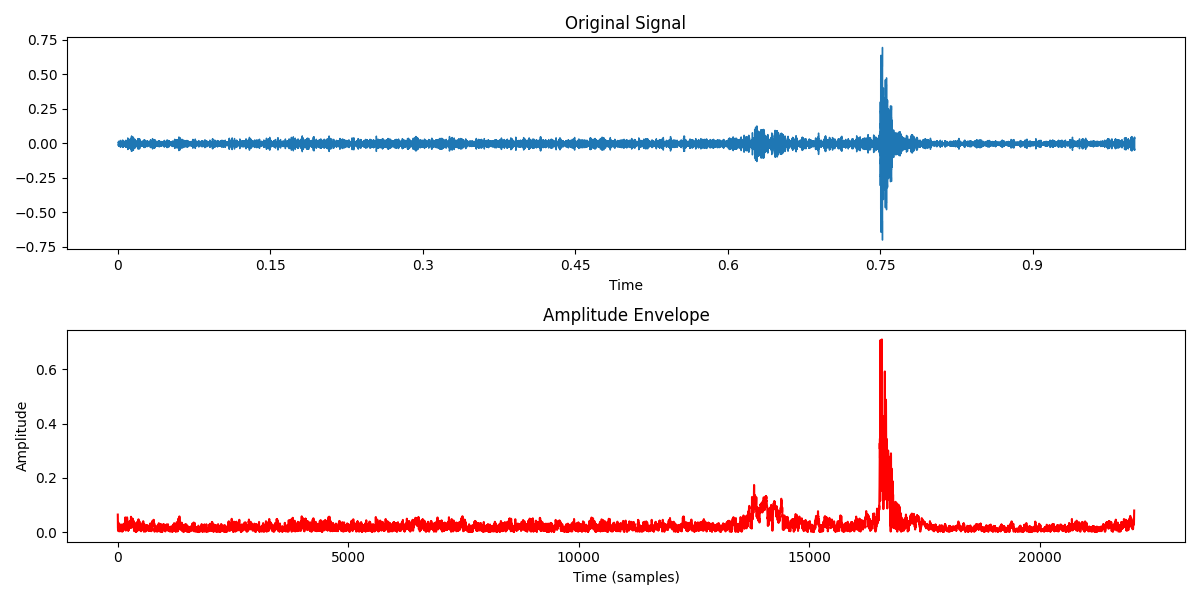 Original Signal
0.75
0.50
0.25
0.00
−0.25
−0.50
−0.75
0 0.15 0.3 0.45 0.6 0.75 0.9
Time
Amplitude Envelope
Amplitude
0.6
0.4
0.2
0.0
0 5000 10000 15000 20000
Time (samples)